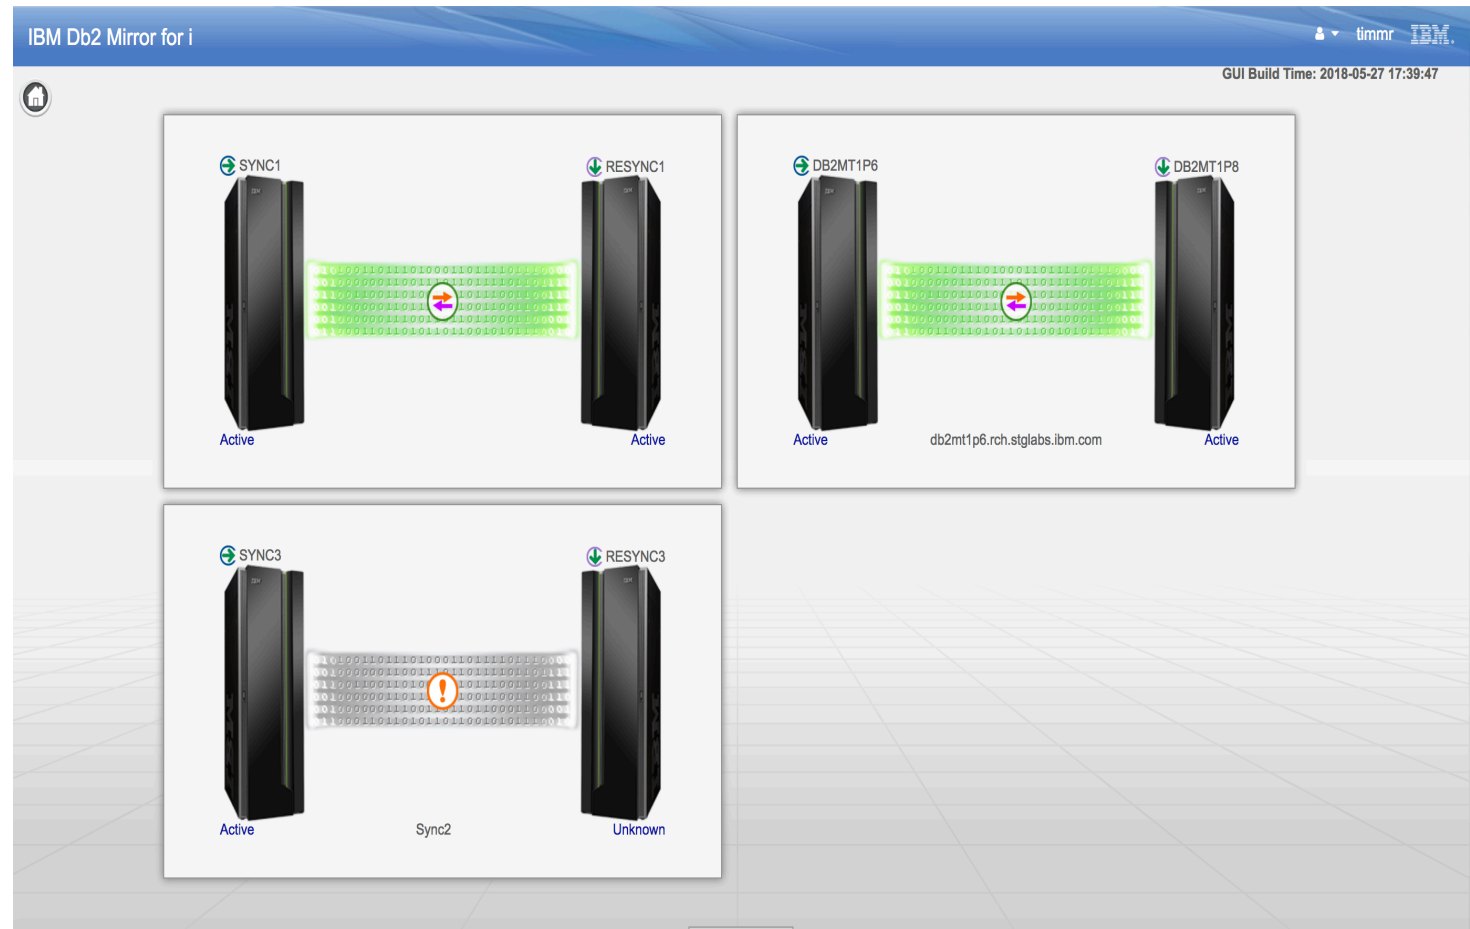 IBM Db2 Mirror for i
timmr IBM
GUI Build Time: 2018-05-27 17:39:47
SYNC1
RESYNC1
Active
Active
DB2MT1P6
DB2MT1P8
Active
db2mt1p6.rch.stglabs.ibm.com
Active
SYNC3
RESYNC3
Active
Sync2
Unknown